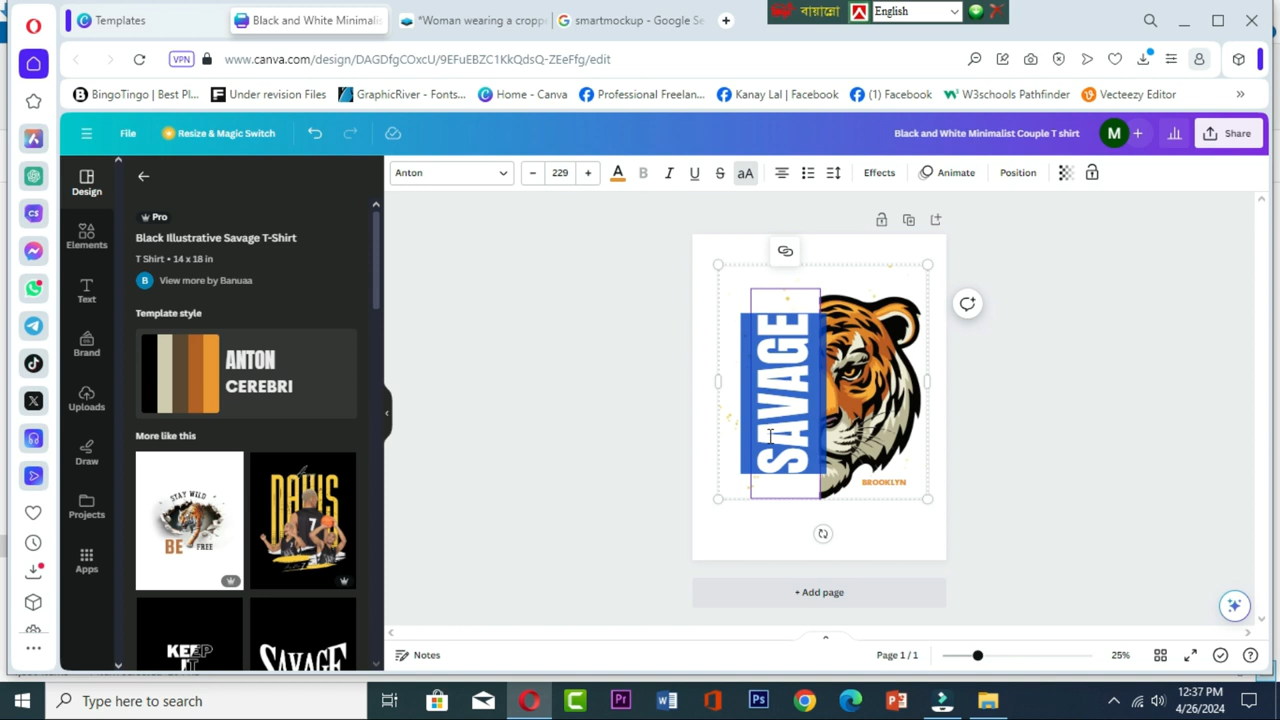 Templates
Black and White Minimalis
"Woman wearing a cropp
smartmockup - Google Se
বায়ান্নো
English
VPN
www.canva.com/design/DAGDfgCOxcU/9EFuEBZC1KkQdsQ-ZEeFfg/edit
BingoTingo | Best Pl...
Under revision Files
GraphicRiver - Fonts...
Home - Canva
Professional Freelan...
Kanay Lal | Facebook
(1) Facebook
W3schools Pathfinder
Vecteezy Editor
File
Resize & Magic Switch
Black and White Minimalist Couple T shirt
M
Share
Anton
229
A
B
I
U
S
aA
Effects
Animate
Position
Design
Elements
Text
Brand
Uploads
Draw
Projects
Apps
Pro
Black Illustrative Savage T-Shirt
T Shirt • 14 x 18 in
B
View more by Banuaa
Template style
ANTON
CEREBRI
More like this
STAY WILD
BE FREE
DAVIS
7
KEEP
IT
SAVAGE
SAVAGE
BROOKLYN
+ Add page
Notes
Page 1 / 1
25%
Type here to search
12:37 PM
4/26/2024